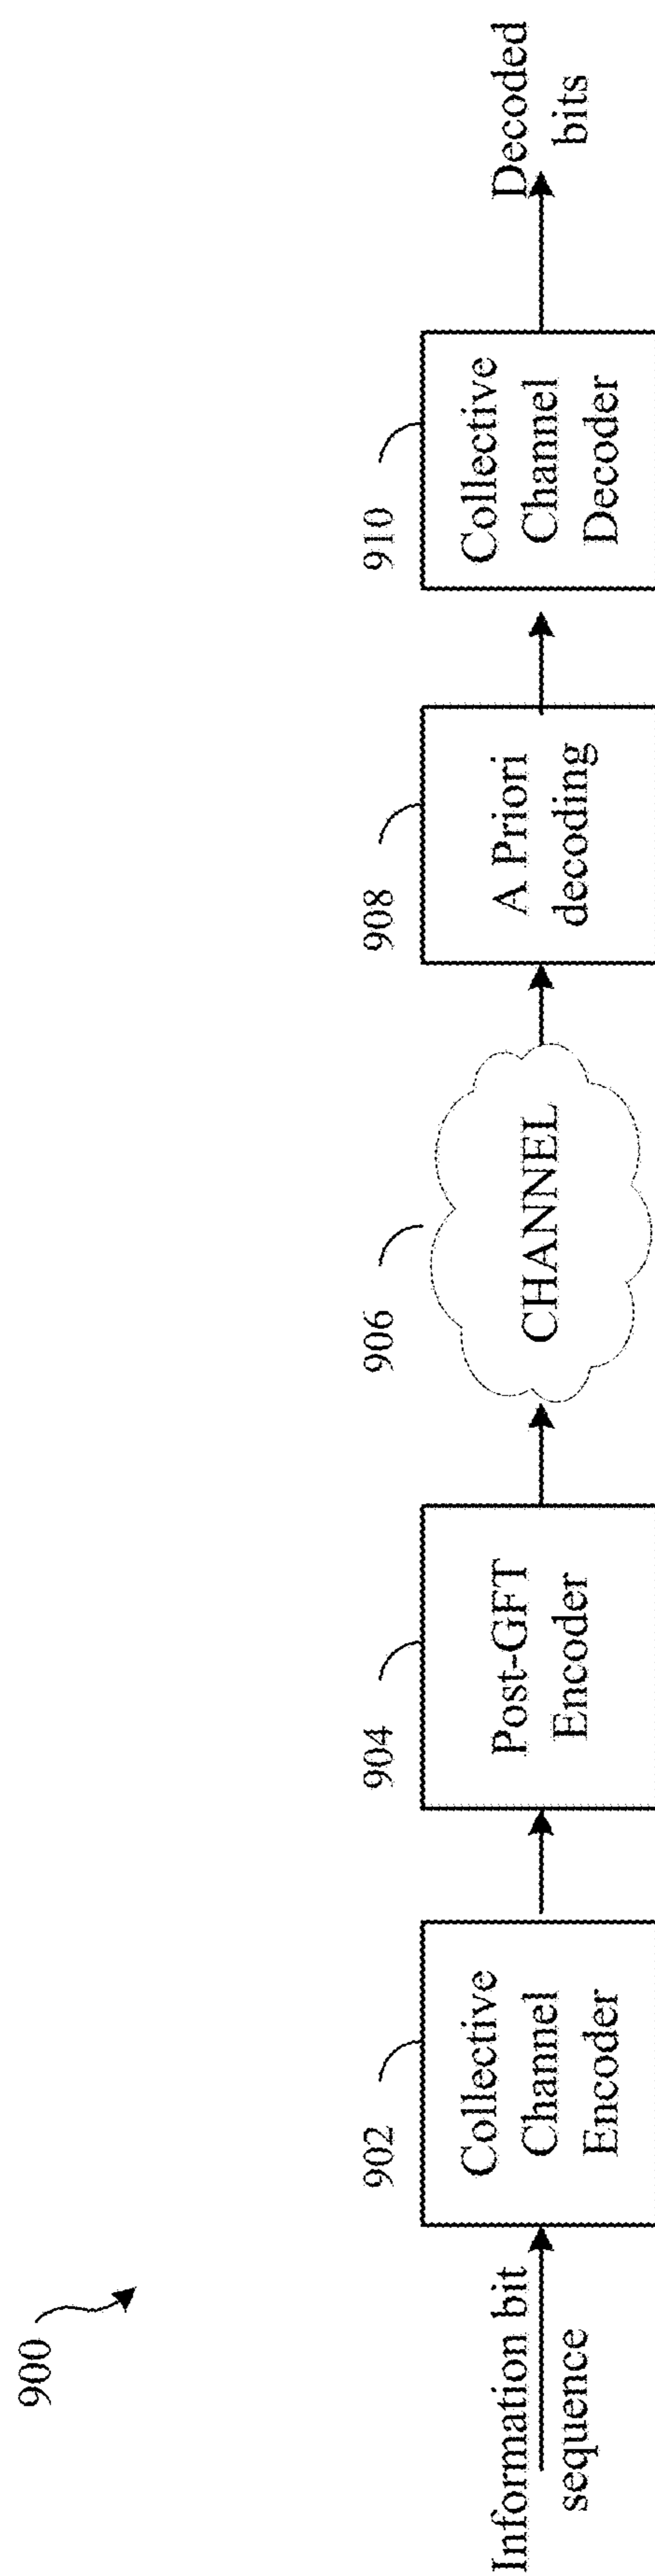 900
Information bit
sequence
902
Collective
Channel
Encoder
904
Post-GFT
Encoder
906
CHANNEL
908
A Priori
decoding
910
Collective
Channel
Decoder
Decoded
bits